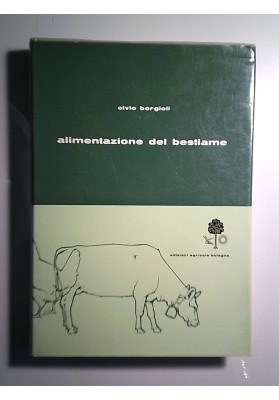 elvio borgioli
alimentazione del bestiame
edizioni agricole bologna